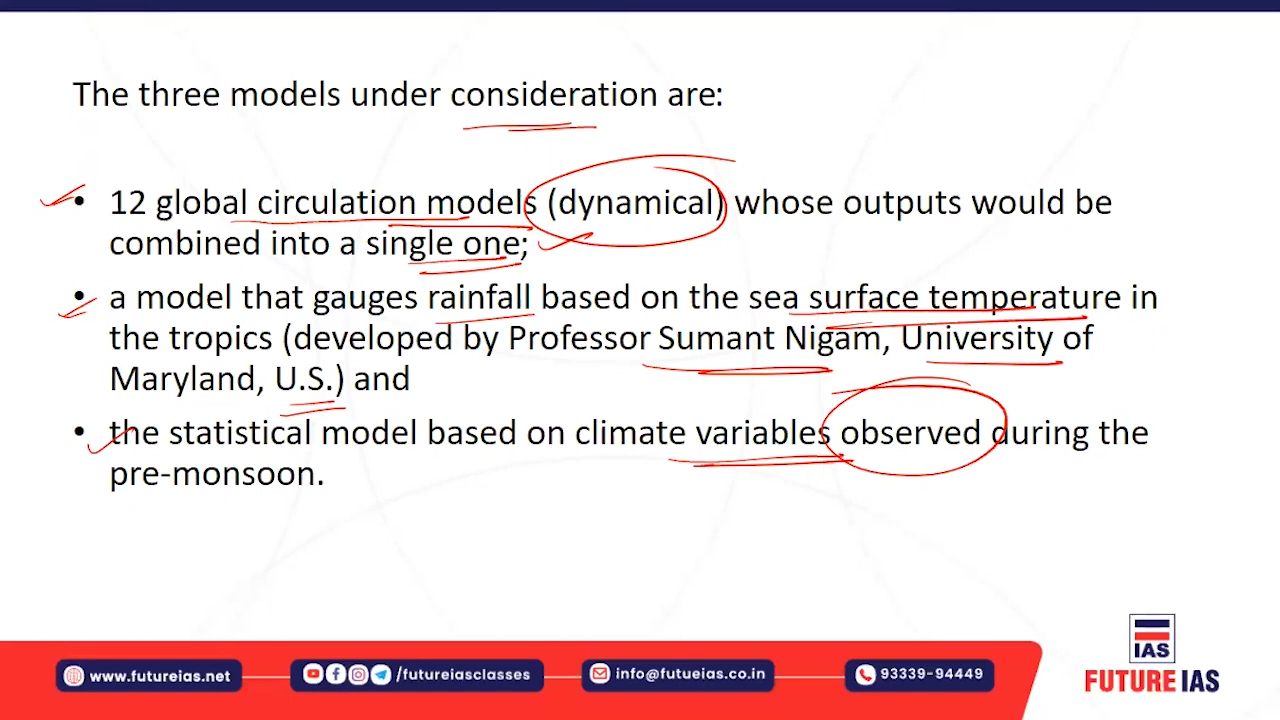 The three models under consideration are:
• 12 global circulation models (dynamical) whose outputs would be
combined into a single one;
• a model that gauges rainfall based on the sea surface temperature in
the tropics (developed by Professor Sumant Nigam, University of
Maryland, U.S.) and
• the statistical model based on climate variables observed during the
pre-monsoon.
IAS
FUTURE IAS
www.futureias.net
/futureiasclasses
info@futueias.co.in
93339-94449